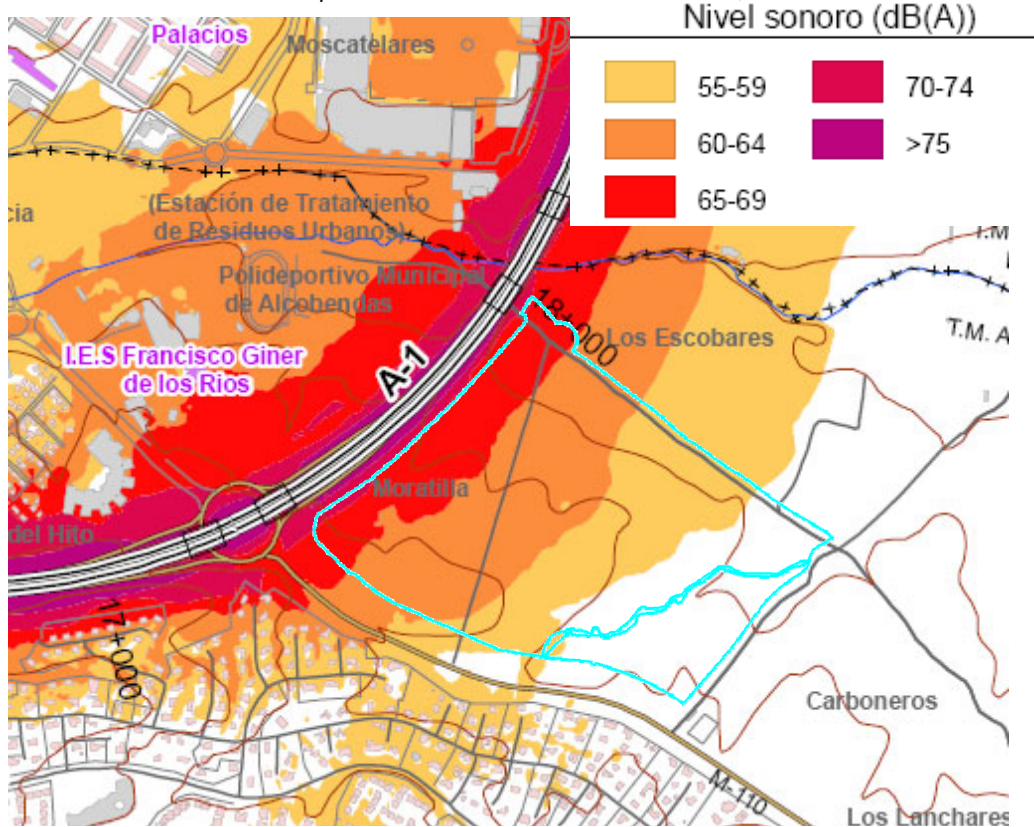 Nivel sonoro (dB(A))
55-59
70-74
60-64
>75
65-69
Palacios
Moscatelares
cia
(Estación de Tratamiento
de Residuos Urbanos)
Polideportivo Municipal
de Alcobendas
T.M.
18+000
Los Escobares
T.M. A
I.E.S Francisco Giner
de los Rios
A-1
Moratilla
del Hito
17+000
Carboneros
M-110
Los Lanchares